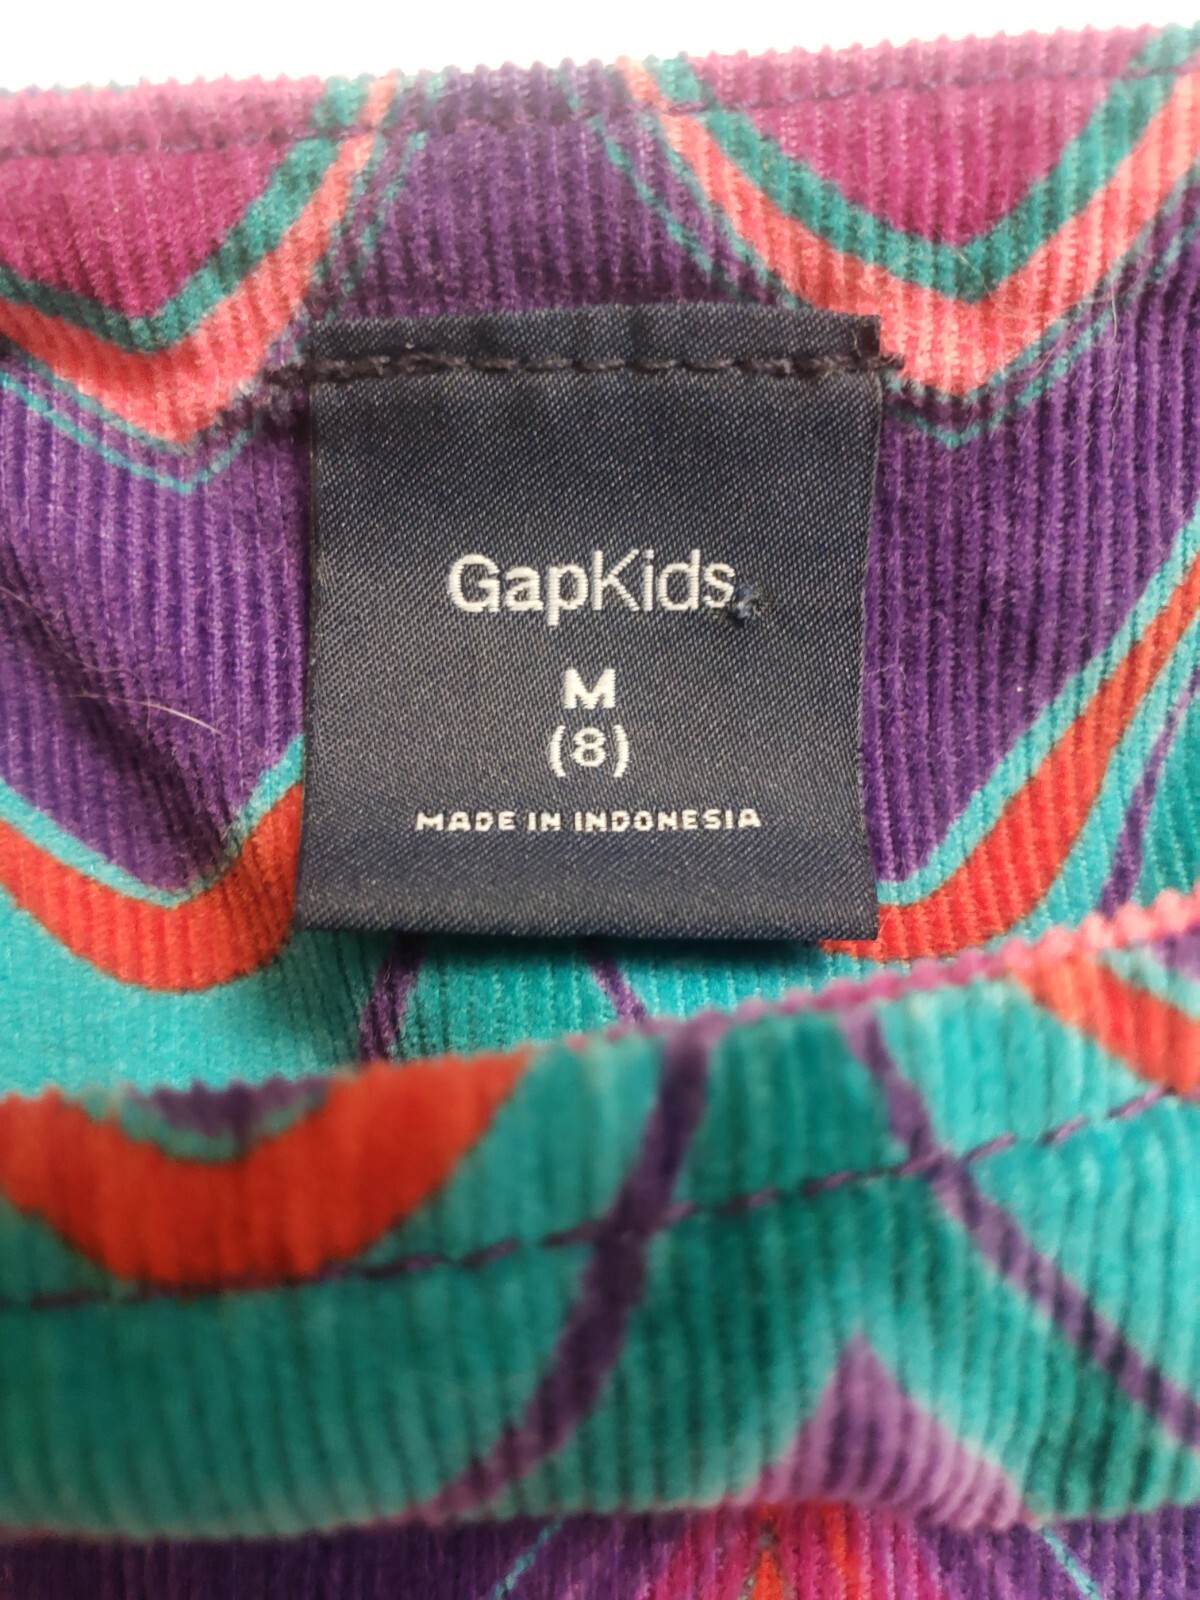 GapKids
M
(8)
MADE IN INDONESIA